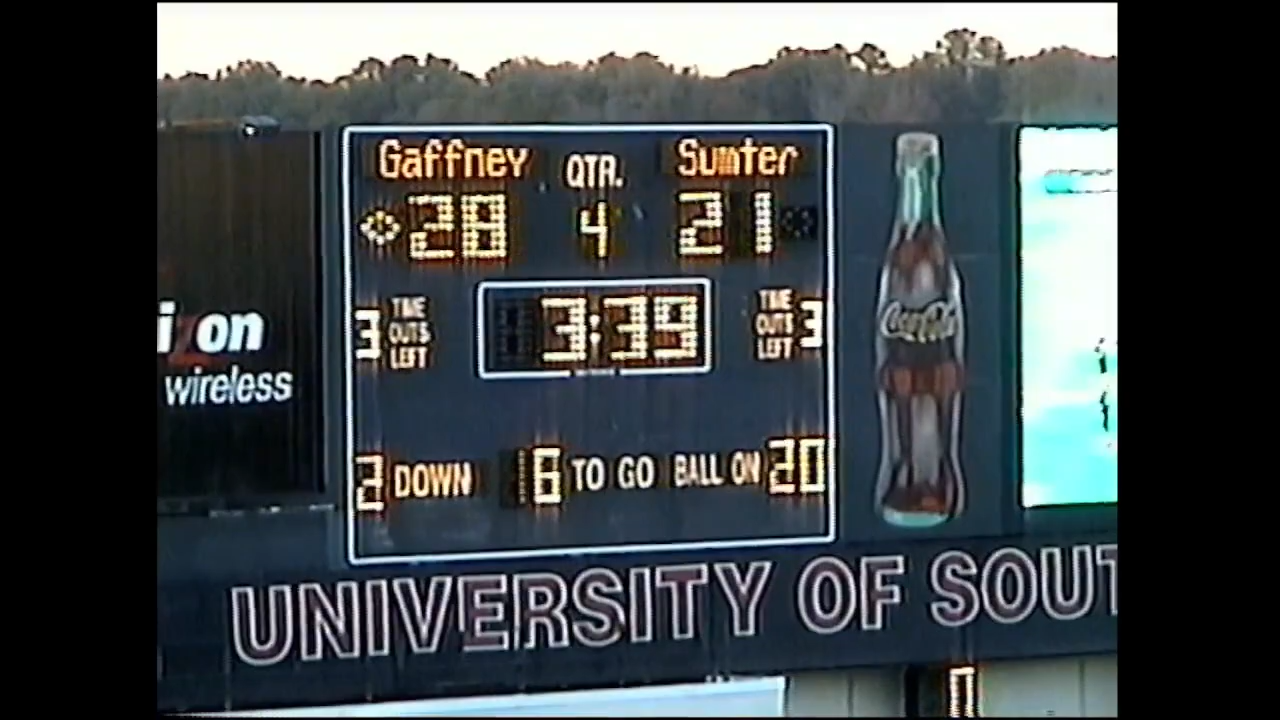 Gaffney QTR. Sumter
28 4 21
3 TIME OUTS LEFT 3:39 TIME OUTS LEFT 3
2 DOWN 6 TO GO BALL ON 20
izon
wireless
Coca-Cola
UNIVERSITY OF SOUT